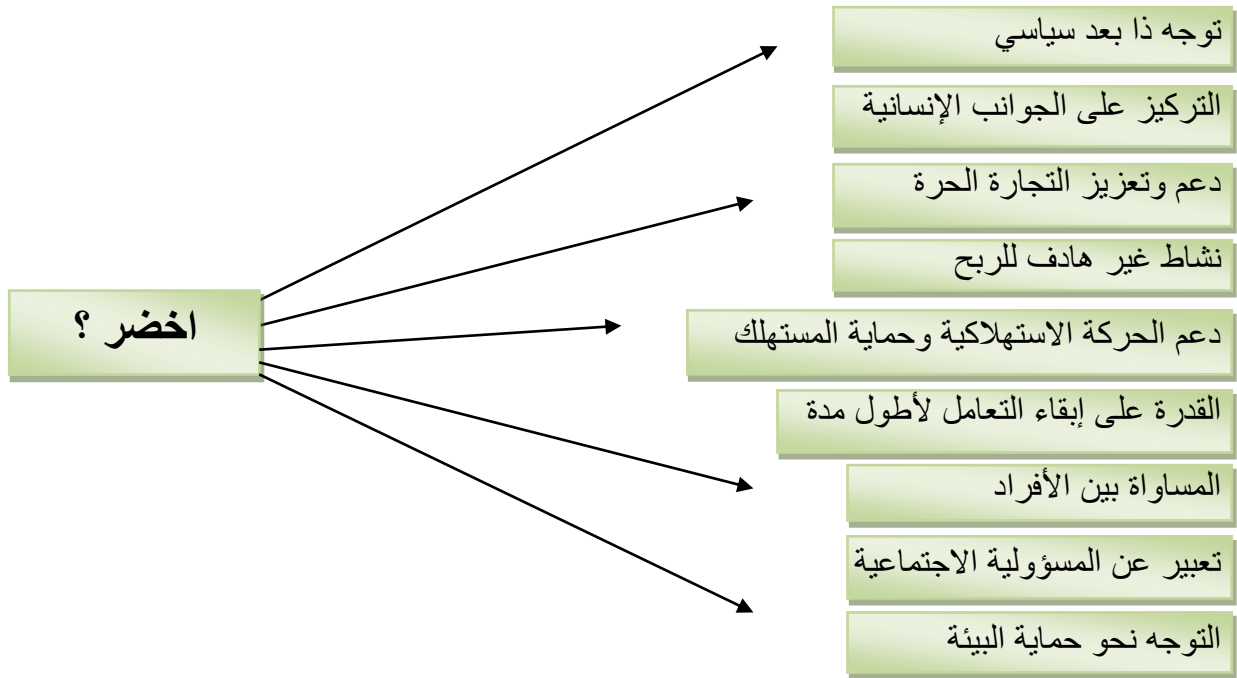 توجه ذا بعد سياسي
التركيز على الجوانب الإنسانية
دعم وتعزيز التجارة الحرة
نشاط غير هادف للربح
اخضر ؟
دعم الحركة الاستهلاكية وحماية المستهلك
القدرة على إبقاء التعامل لأطول مدة
المساواة بين الأفراد
تعبير عن المسؤولية الاجتماعية
التوجه نحو حماية البيئة